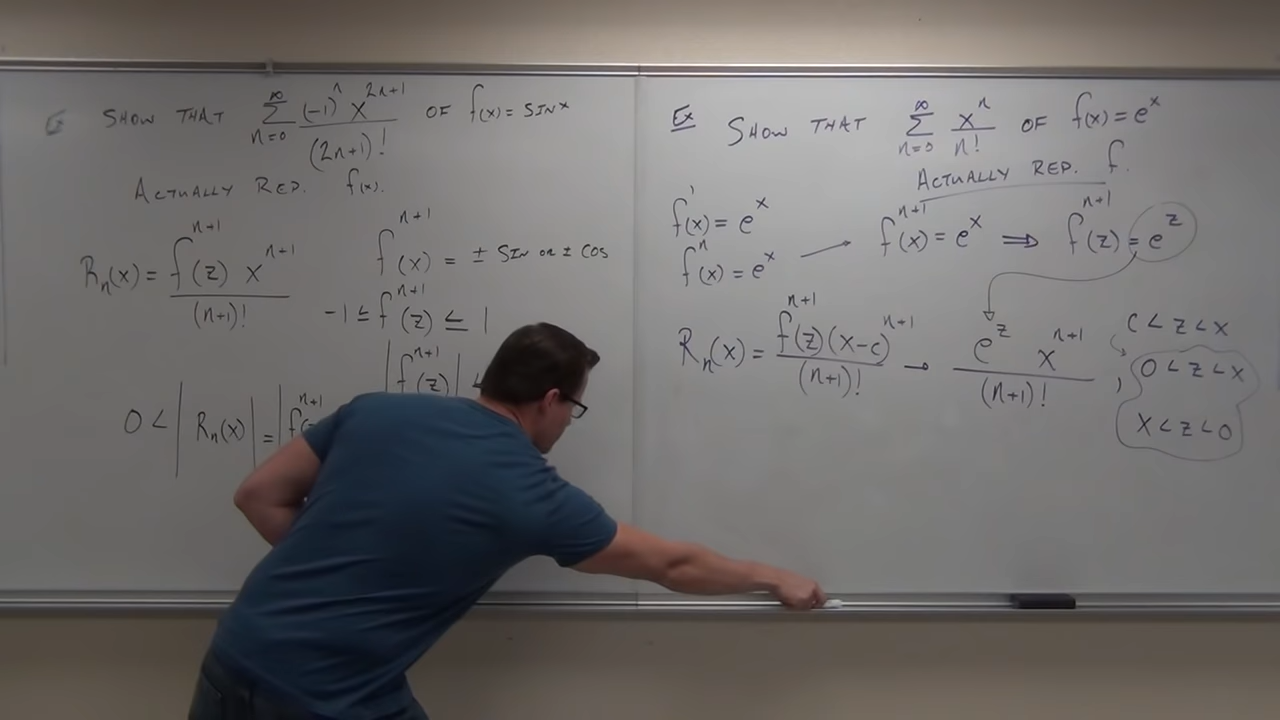 Ex SHOW THAT ∞ Σ n=0 (-1)^n x^(2n+1) / (2n+1)! OF f(x) = SIN x
ACTUALLY REP. f(x).
R_n(x) = f^(n+1)(z) x^(n+1) / (n+1)!
f^(n+1)(x) = ± SIN OR ± COS
-1 ≤ f^(n+1)(z) ≤ 1
|f^(n+1)(z)|
0 < |R_n(x)| = |f^(n+1)
Ex SHOW THAT ∞ Σ n=0 x^n / n! OF f(x) = e^x
ACTUALLY REP. f.
f'(x) = e^x
f^n(x) = e^x → f^(n+1)(x) = e^x ⇒ f^(n+1)(z) = e^z
R_n(x) = f^(n+1)(z)(x-c)^(n+1) / (n+1)! → e^z x^(n+1) / (n+1)! ,
c < z < x
0 < z < x
x < z < 0